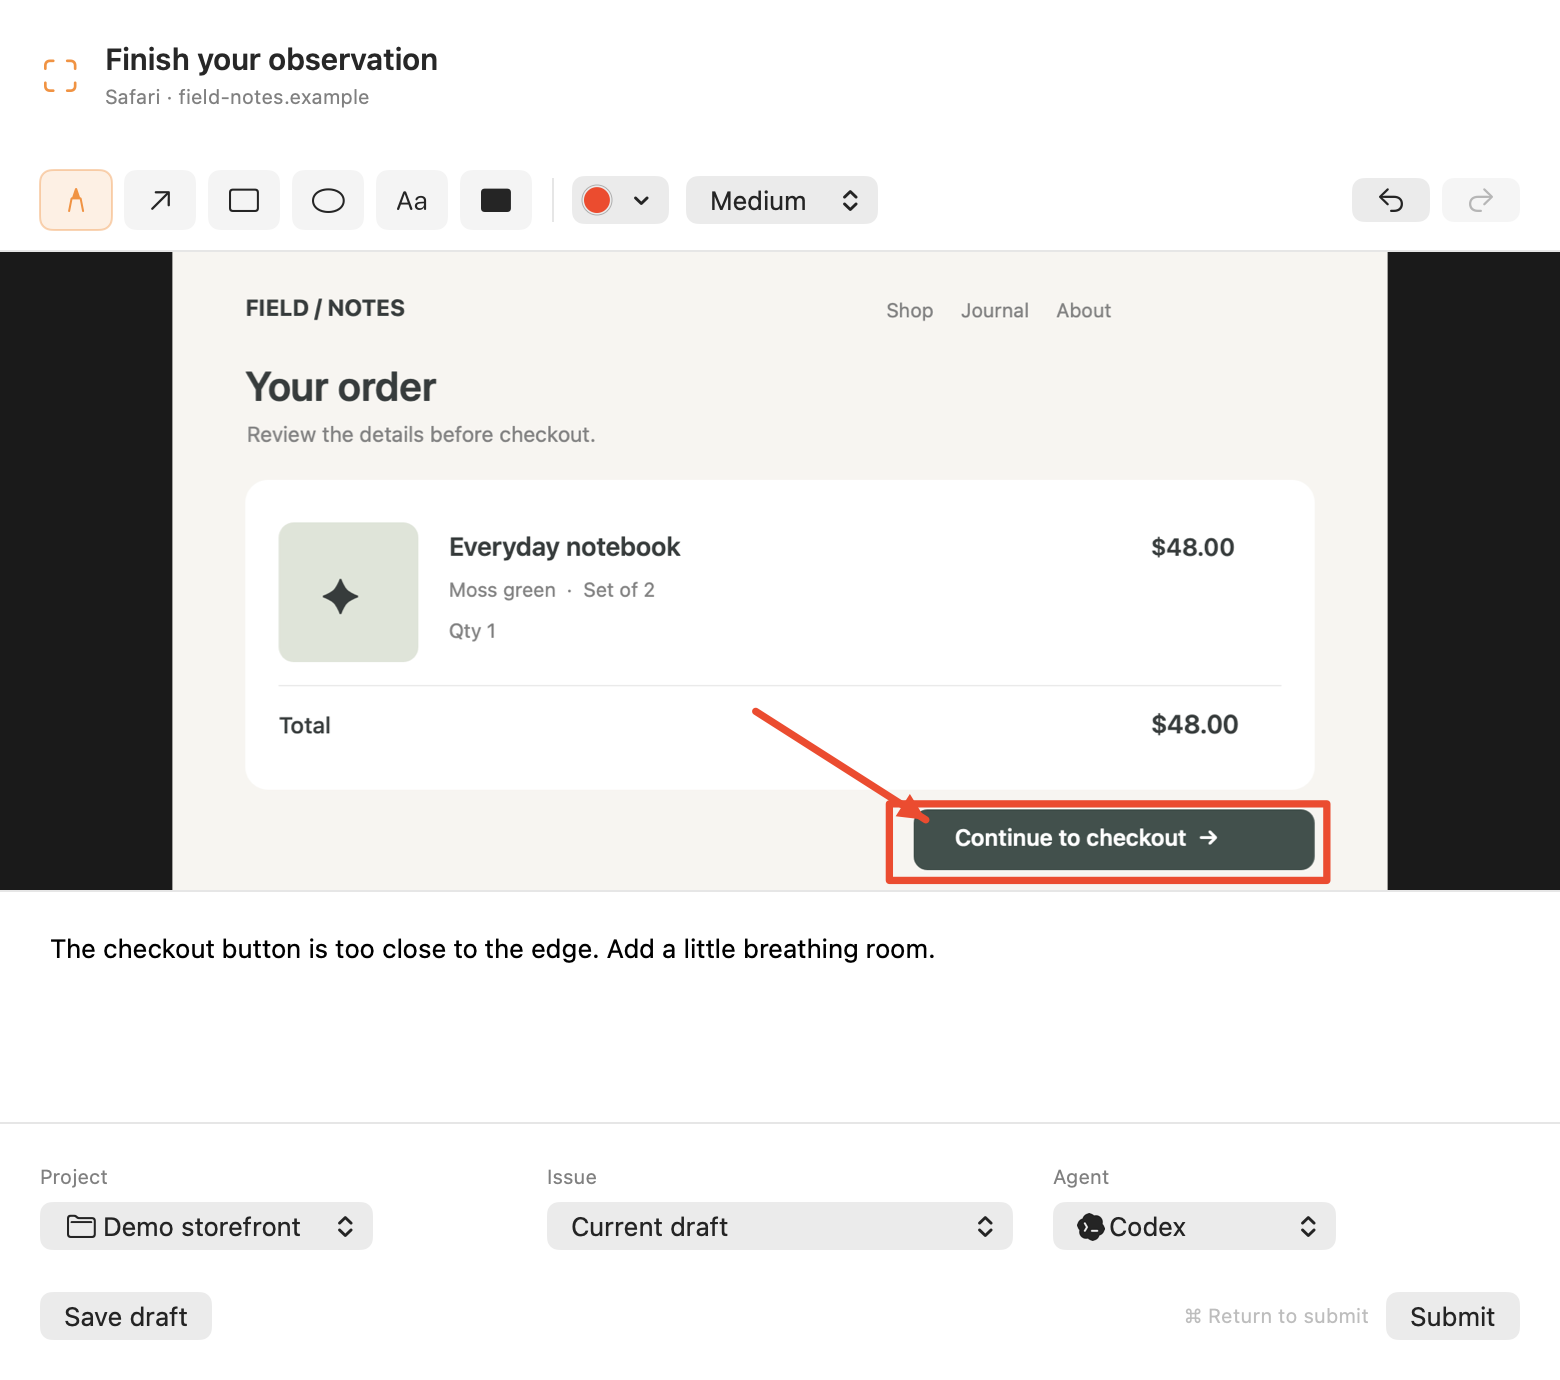 Finish your observation
Safari · field-notes.example
Aa
Medium
FIELD / NOTES
Shop Journal About
Your order
Review the details before checkout.
Everyday notebook $48.00
Moss green · Set of 2
Qty 1
Total $48.00
Continue to checkout →
The checkout button is too close to the edge. Add a little breathing room.
Project Issue Agent
Demo storefront Current draft Codex
Save draft ⌘ Return to submit Submit